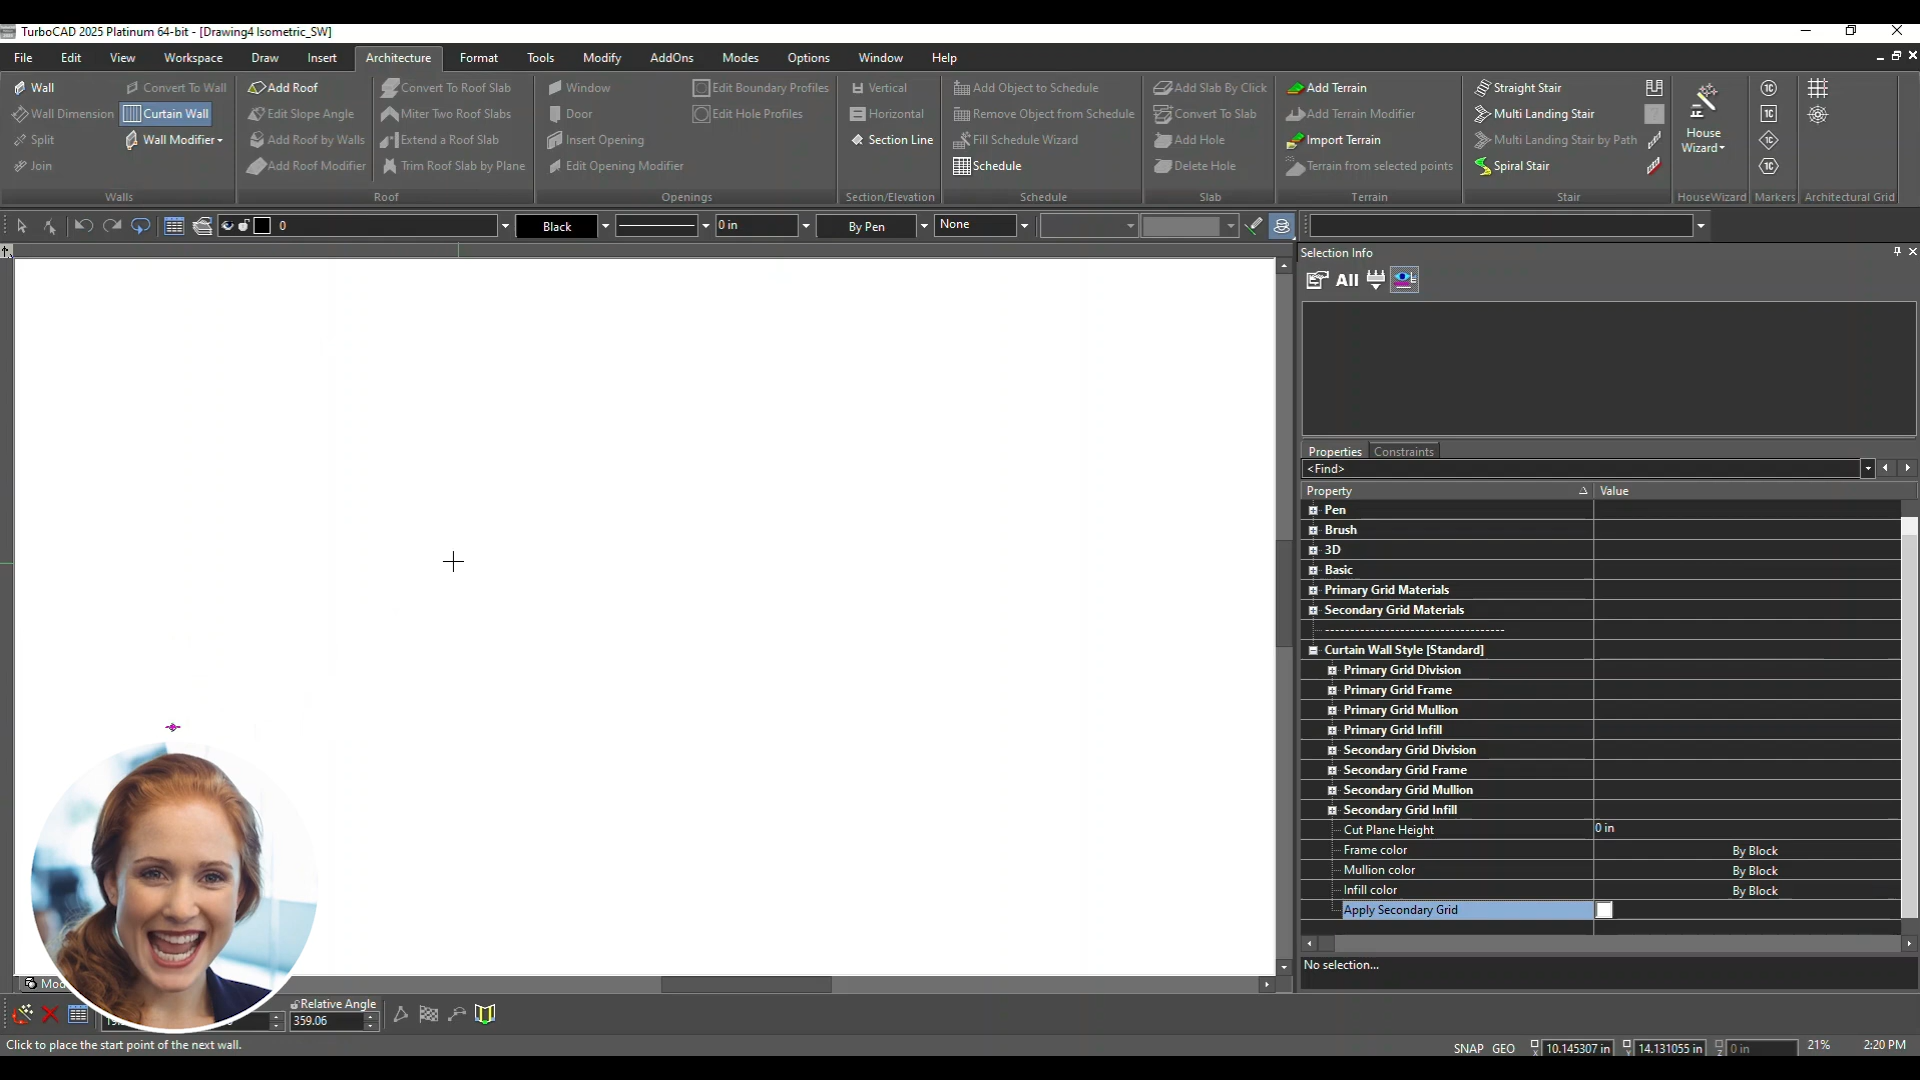 TurboCAD 2025 Platinum 64-bit - [Drawing4 Isometric_SW]
File Edit View Workspace Draw Insert Architecture Format Tools Modify AddOns Modes Options Window Help
Wall Convert To Wall Add Roof Convert To Roof Slab Window Edit Boundary Profiles Vertical Add Object to Schedule Add Slab By Click Add Terrain Straight Stair
Wall Dimension Curtain Wall Edit Slope Angle Miter Two Roof Slabs Door Edit Hole Profiles Horizontal Remove Object from Schedule Convert To Slab Add Terrain Modifier Multi Landing Stair
Split Wall Modifier Add Roof by Walls Extend a Roof Slab Insert Opening Section Line Fill Schedule Wizard Add Hole Import Terrain Multi Landing Stair by Path House Wizard
Join Add Roof Modifier Trim Roof Slab by Plane Edit Opening Modifier Schedule Delete Hole Terrain from selected points Spiral Stair
Walls Roof Openings Section/Elevation Schedule Slab Terrain Stair HouseWizard Markers Architectural Grid
0 Black 0 in By Pen None
Selection Info
All
Properties Constraints
<Find>
Property Value
Pen
Brush
3D
Basic
Primary Grid Materials
Secondary Grid Materials
------------------------------------
Curtain Wall Style [Standard]
Primary Grid Division
Primary Grid Frame
Primary Grid Mullion
Primary Grid Infill
Secondary Grid Division
Secondary Grid Frame
Secondary Grid Mullion
Secondary Grid Infill
Cut Plane Height 0 in
Frame color By Block
Mullion color By Block
Infill color By Block
Apply Secondary Grid
No selection...
Relative Angle
359.06
Click to place the start point of the next wall.
SNAP GEO 10.145307 in 14.131055 in 0 in 21% 2:20 PM